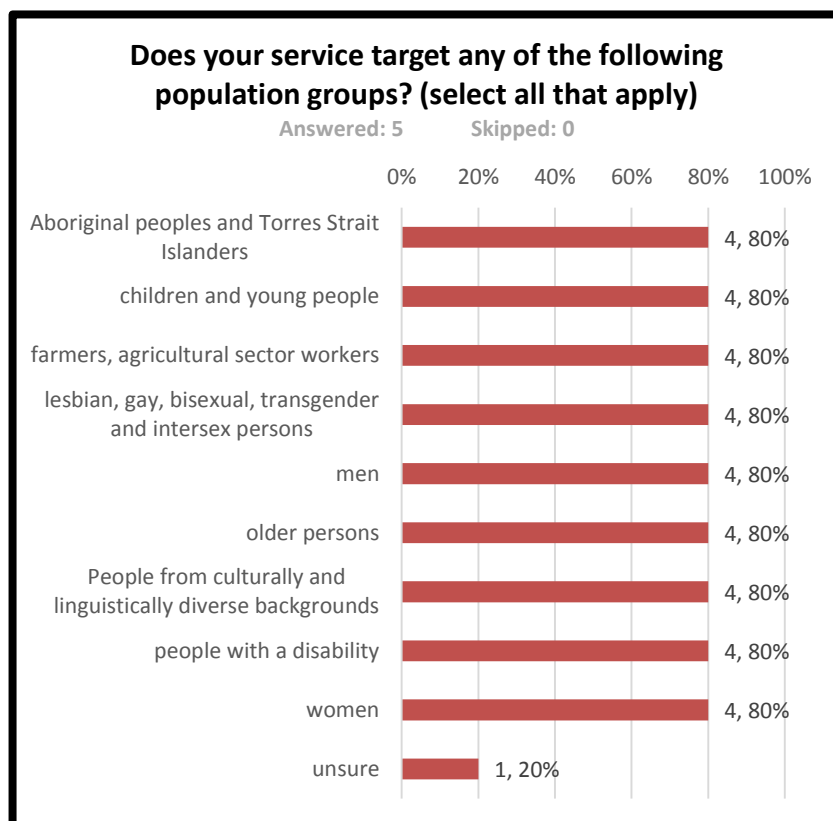 Does your service target any of the following
population groups? (select all that apply)
Answered: 5 Skipped: 0
0% 20% 40% 60% 80% 100%
Aboriginal peoples and Torres Strait
Islanders
4, 80%
children and young people
4, 80%
farmers, agricultural sector workers
4, 80%
lesbian, gay, bisexual, transgender
and intersex persons
4, 80%
men
4, 80%
older persons
4, 80%
People from culturally and
linguistically diverse backgrounds
4, 80%
people with a disability
4, 80%
women
4, 80%
unsure
1, 20%